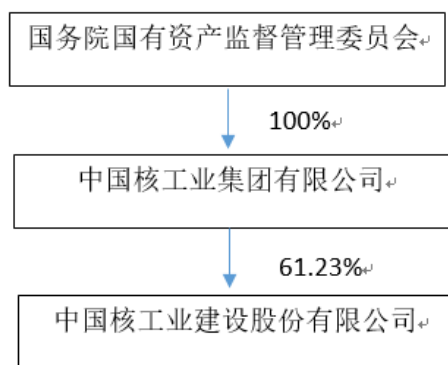 国务院国有资产监督管理委员会
100%
中国核工业集团有限公司
61.23%
中国核工业建设股份有限公司